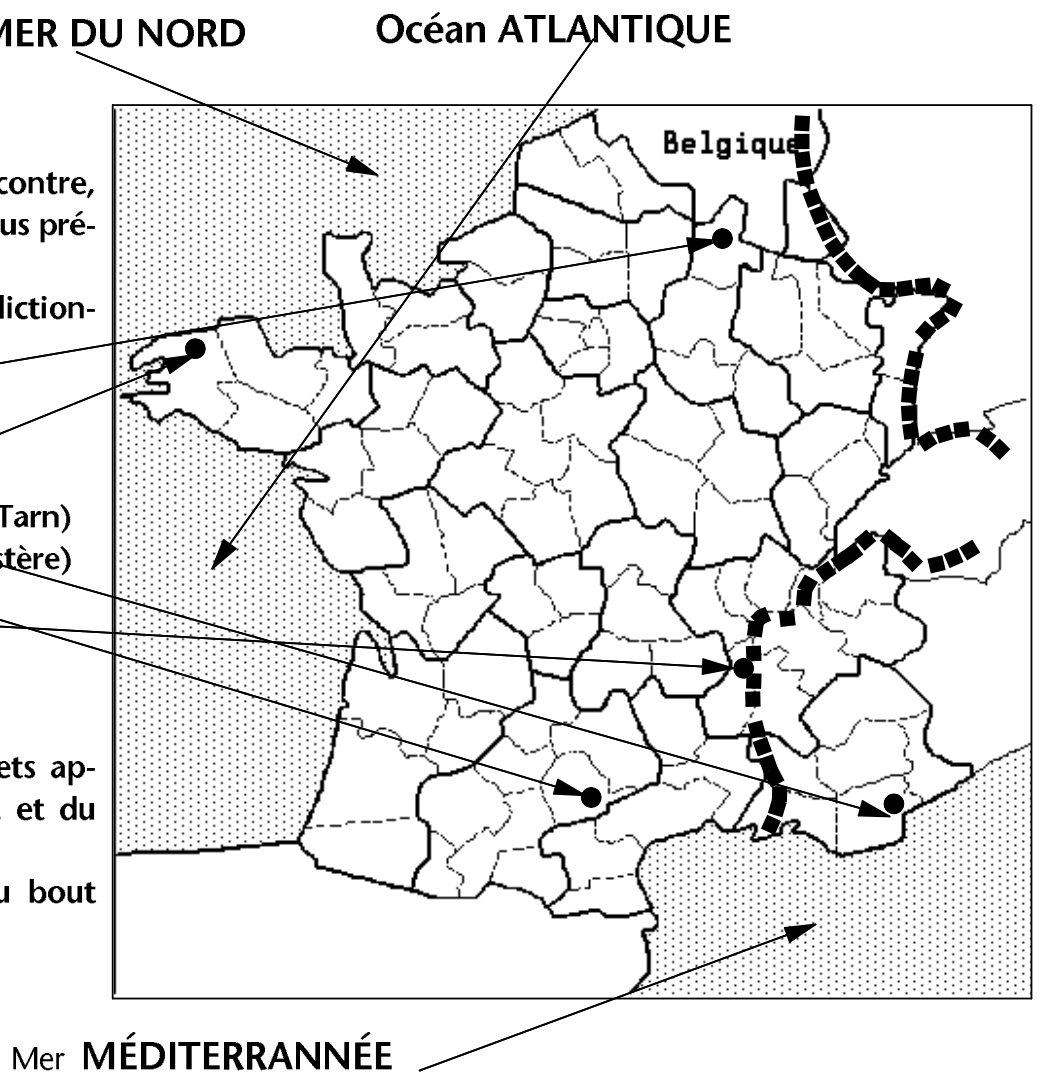 MER DU NORD
Océan ATLANTIQUE
Belgique
contre,
us pré-
diction-
Tarn)
stère)
ets ap-
et du
u bout
Mer MÉDITERRANNÉE